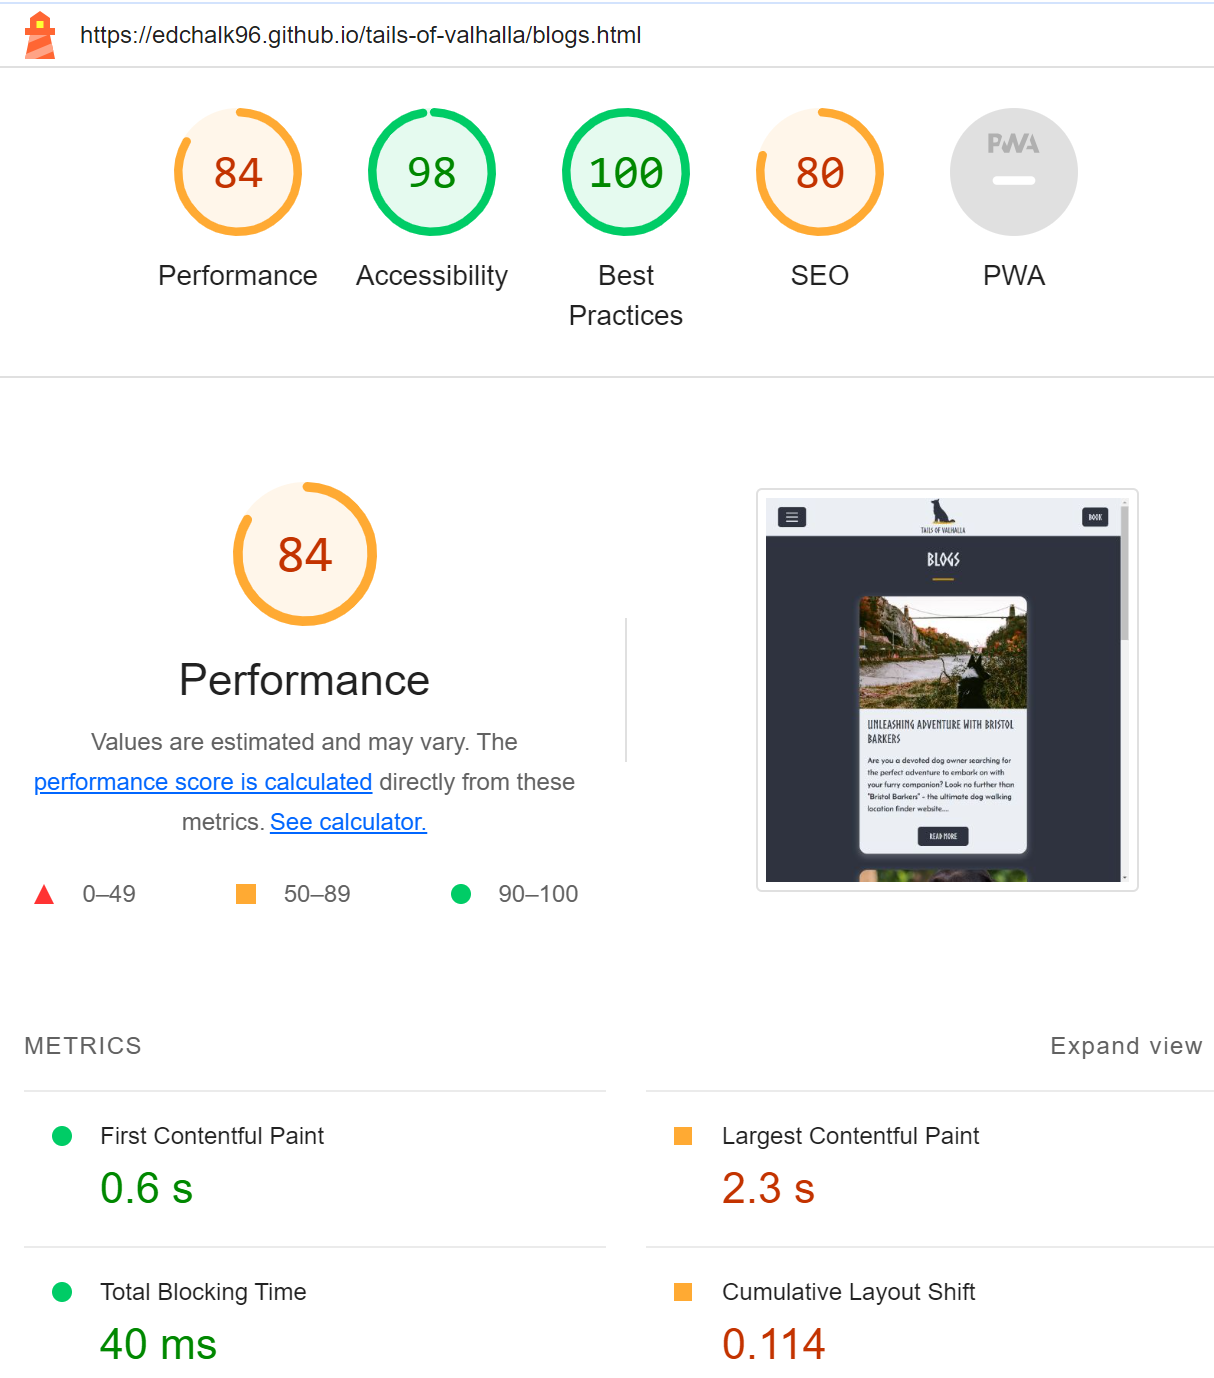 https://edchalk96.github.io/tails-of-valhalla/blogs.html
84
98
100
80
PWA
Performance
Accessibility
Best
Practices
SEO
PWA
84
Performance
Values are estimated and may vary. The
performance score is calculated directly from these
metrics. See calculator.
0–49
50–89
90–100
TAILS OF VALHALLA
BOOK
BLOGS
UNLEASHING ADVENTURE WITH BRISTOL
BARKERS
Are you a devoted dog owner searching for
the perfect adventure to embark on with
your furry companion? Look no further than
"Bristol Barkers" - the ultimate dog walking
location finder website....
READ MORE
METRICS
Expand view
First Contentful Paint
0.6 s
Largest Contentful Paint
2.3 s
Total Blocking Time
40 ms
Cumulative Layout Shift
0.114